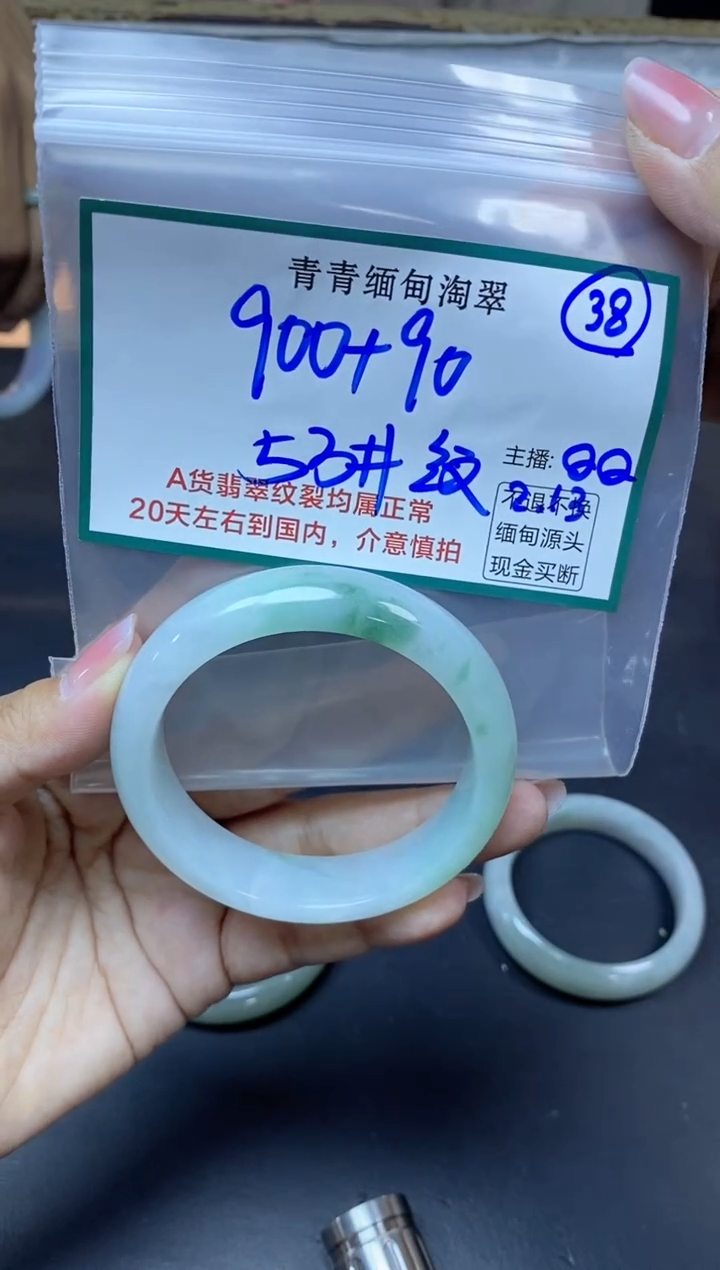 青青缅甸淘翠
38
900+90
53# 纹
主播: QQ
2.13
A货翡翠纹裂均属正常
20天左右到国内，介意慎拍
不退不换
缅甸源头
现金买断